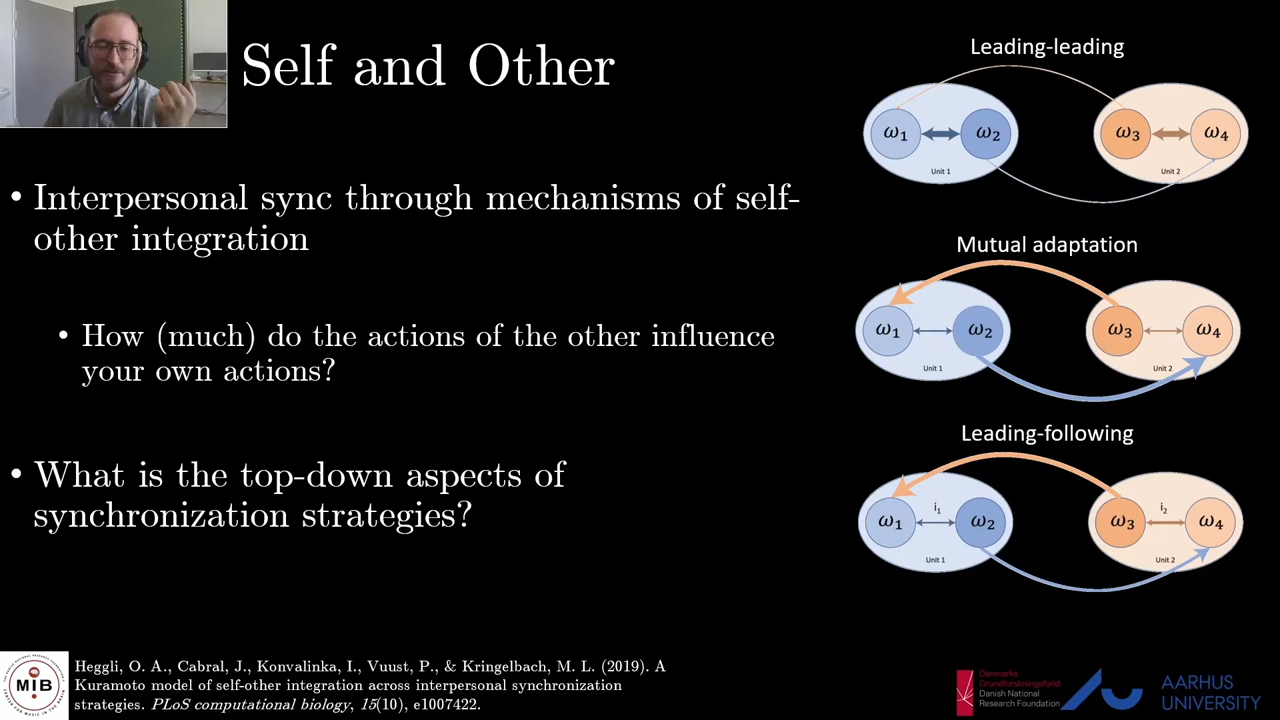 Self and Other
• Interpersonal sync through mechanisms of self-
other integration
• How (much) do the actions of the other influence
your own actions?
• What is the top-down aspects of
synchronization strategies?
Leading-leading
ω1 ω2 ω3 ω4
Unit 1 Unit 2
Mutual adaptation
ω1 ω2 ω3 ω4
Unit 1 Unit 2
Leading-following
i1 i2
ω1 ω2 ω3 ω4
Unit 1 Unit 2
MIB
Heggli, O. A., Cabral, J., Konvalinka, I., Vuust, P., & Kringelbach, M. L. (2019). A
Kuramoto model of self-other integration across interpersonal synchronization
strategies. PLoS computational biology, 15(10), e1007422.
Danmarks
Grundforskningsfond
Danish National
Research Foundation
AARHUS
UNIVERSITY